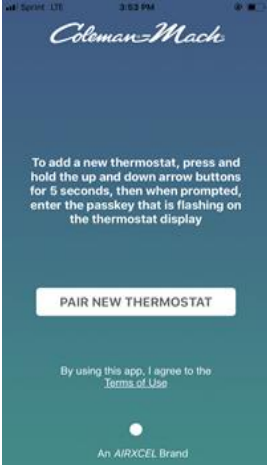 Sprint LTE 3:53 PM
Coleman-Mach
To add a new thermostat, press and
hold the up and down arrow buttons
for 5 seconds, then when prompted,
enter the passkey that is flashing on
the thermostat display
PAIR NEW THERMOSTAT
By using this app, I agree to the
Terms of Use
An AIRXCEL Brand